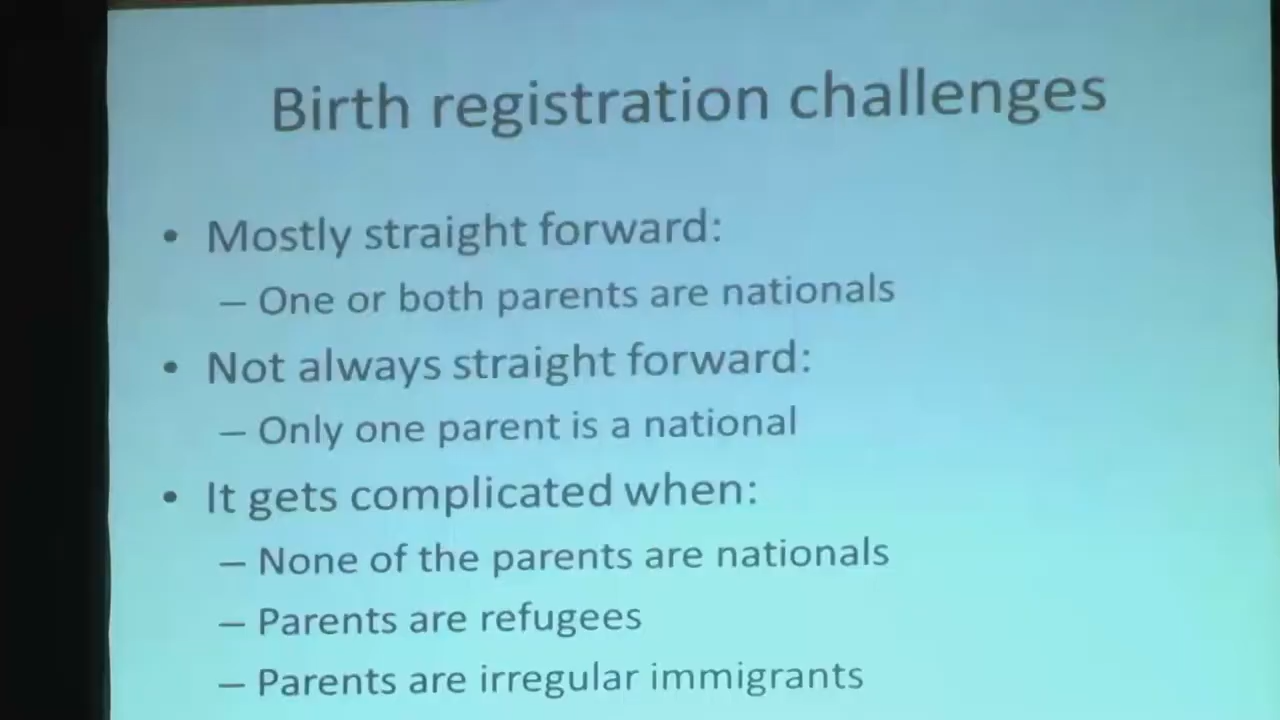 Birth registration challenges
• Mostly straight forward:
– One or both parents are nationals
• Not always straight forward:
– Only one parent is a national
• It gets complicated when:
– None of the parents are nationals
– Parents are refugees
– Parents are irregular immigrants